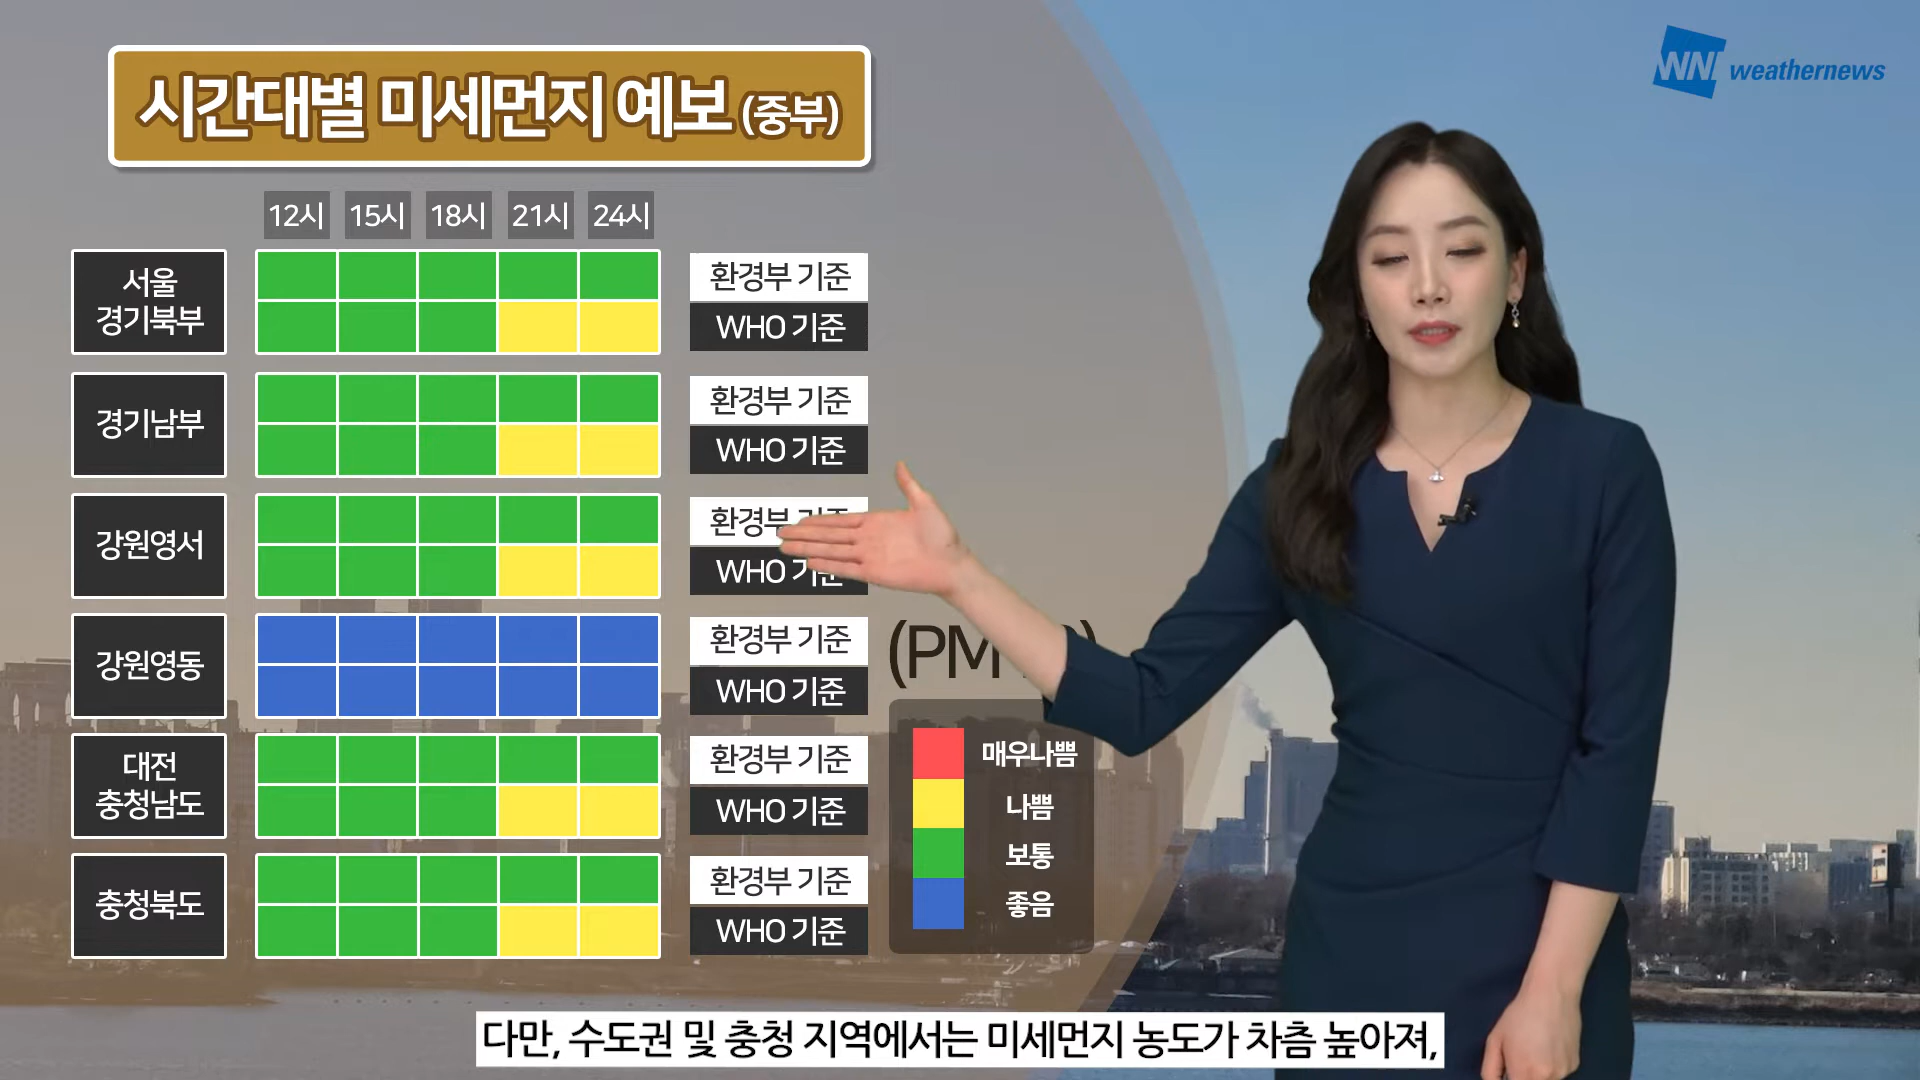 시간대별 미세먼지 예보 (중부)
WN weathernews
12시 15시 18시 21시 24시
서울
경기북부
환경부 기준
WHO 기준
경기남부
환경부 기준
WHO 기준
강원영서
환경부
WHO 기준
강원영동
환경부 기준
WHO 기준
대전
충청남도
환경부 기준
WHO 기준
충청북도
환경부 기준
WHO 기준
매우나쁨
나쁨
보통
좋음
다만, 수도권 및 충청 지역에서는 미세먼지 농도가 차츰 높아져,